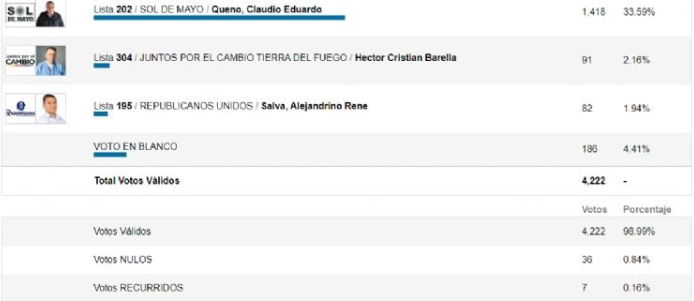 SOL
DE MAYO
Lista 202 / SOL DE MAYO / Queno, Claudio Eduardo 1,418 33.59%
CAMBIO
Lista 304 / JUNTOS POR EL CAMBIO TIERRA DEL FUEGO / Hector Cristian Barella 91 2.16%
Lista 195 / REPUBLICANOS UNIDOS / Salva, Alejandrino Rene 82 1.94%
VOTO EN BLANCO 186 4.41%
Total Votos Válidos 4,222 -
Votos Porcentaje
Votos Válidos 4,222 98.99%
Votos NULOS 36 0.84%
Votos RECURRIDOS 7 0.16%